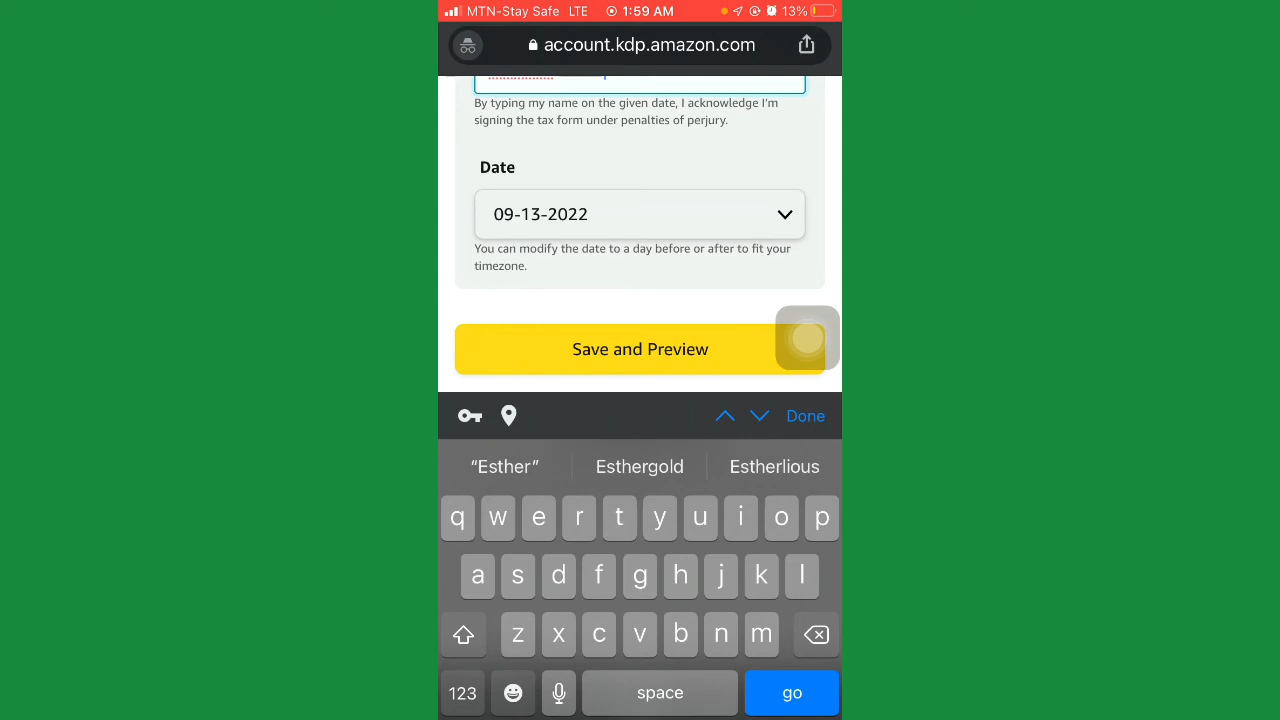 MTN-Stay Safe LTE 1:59 AM 13%
account.kdp.amazon.com
By typing my name on the given date, I acknowledge I'm
signing the tax form under penalties of perjury.
Date
09-13-2022
You can modify the date to a day before or after to fit your
timezone.
Save and Preview
Done
“Esther” Esthergold Estherlious
q w e r t y u i o p
a s d f g h j k l
z x c v b n m
123 space go